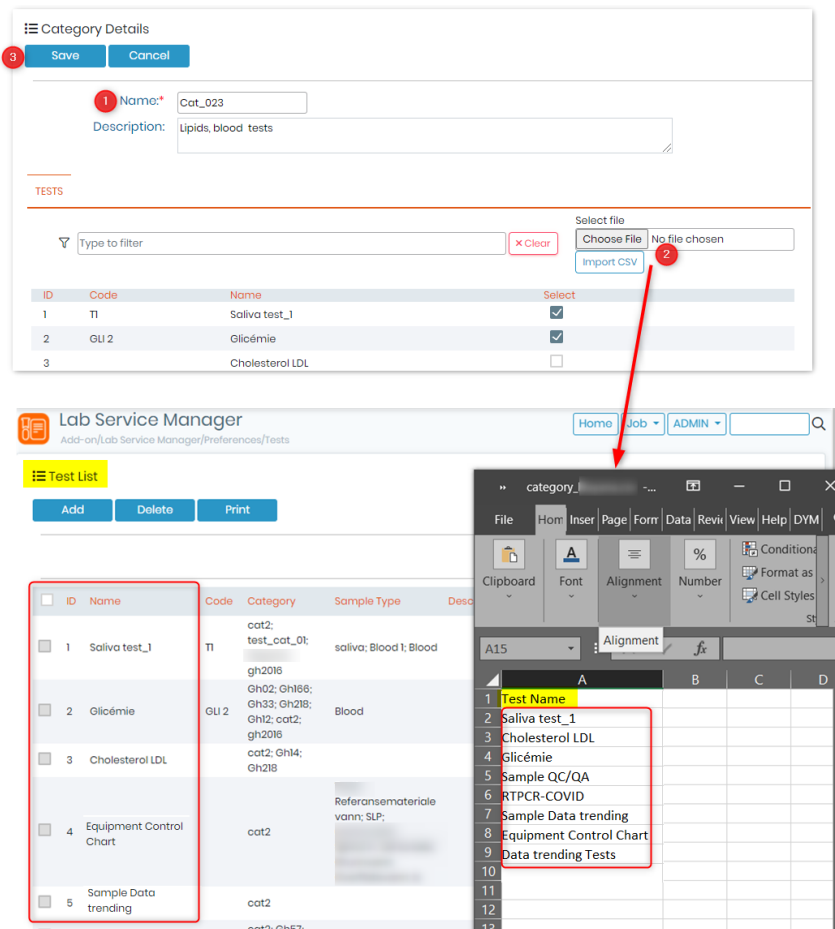 Category Details
3 Save Cancel
1 Name:* Cat_023
Description: Lipids, blood tests
TESTS
Select file
Type to filter × Clear Choose File No file chosen
2
Import CSV
ID Code Name Select
1 T1 Saliva test_1
2 GLI 2 Glicémie
3 Cholesterol LDL
Lab Service Manager
Add-on/Lab Service Manager/Preferences/Tests
Home Job ADMIN
Test List
Add Delete Print
ID Name Code Category Sample Type Desc
1 Saliva test_1 T1 cat2; test_cat_01; gh2016 saliva; Blood 1; Blood
2 Glicémie GLI 2 Gh02; Gh166; Gh33; Gh218; Gh12; cat2; gh2016 Blood
3 Cholesterol LDL cat2; Gh14; Gh218
4 Equipment Control Chart cat2 Referansemateriale vann; SLP;
5 Sample Data trending cat2
cat2; Gh57;
category_ -...
File Hom Inser Page Form Data Revie View Help DYM
Clipboard Font Alignment Number
Conditiona
Format as
Cell Styles
St
Alignment
A15 fx
A B C D
1 Test Name
2 Saliva test_1
3 Cholesterol LDL
4 Glicémie
5 Sample QC/QA
6 RTPCR-COVID
7 Sample Data trending
8 Equipment Control Chart
9 Data trending Tests
10
11
12
13